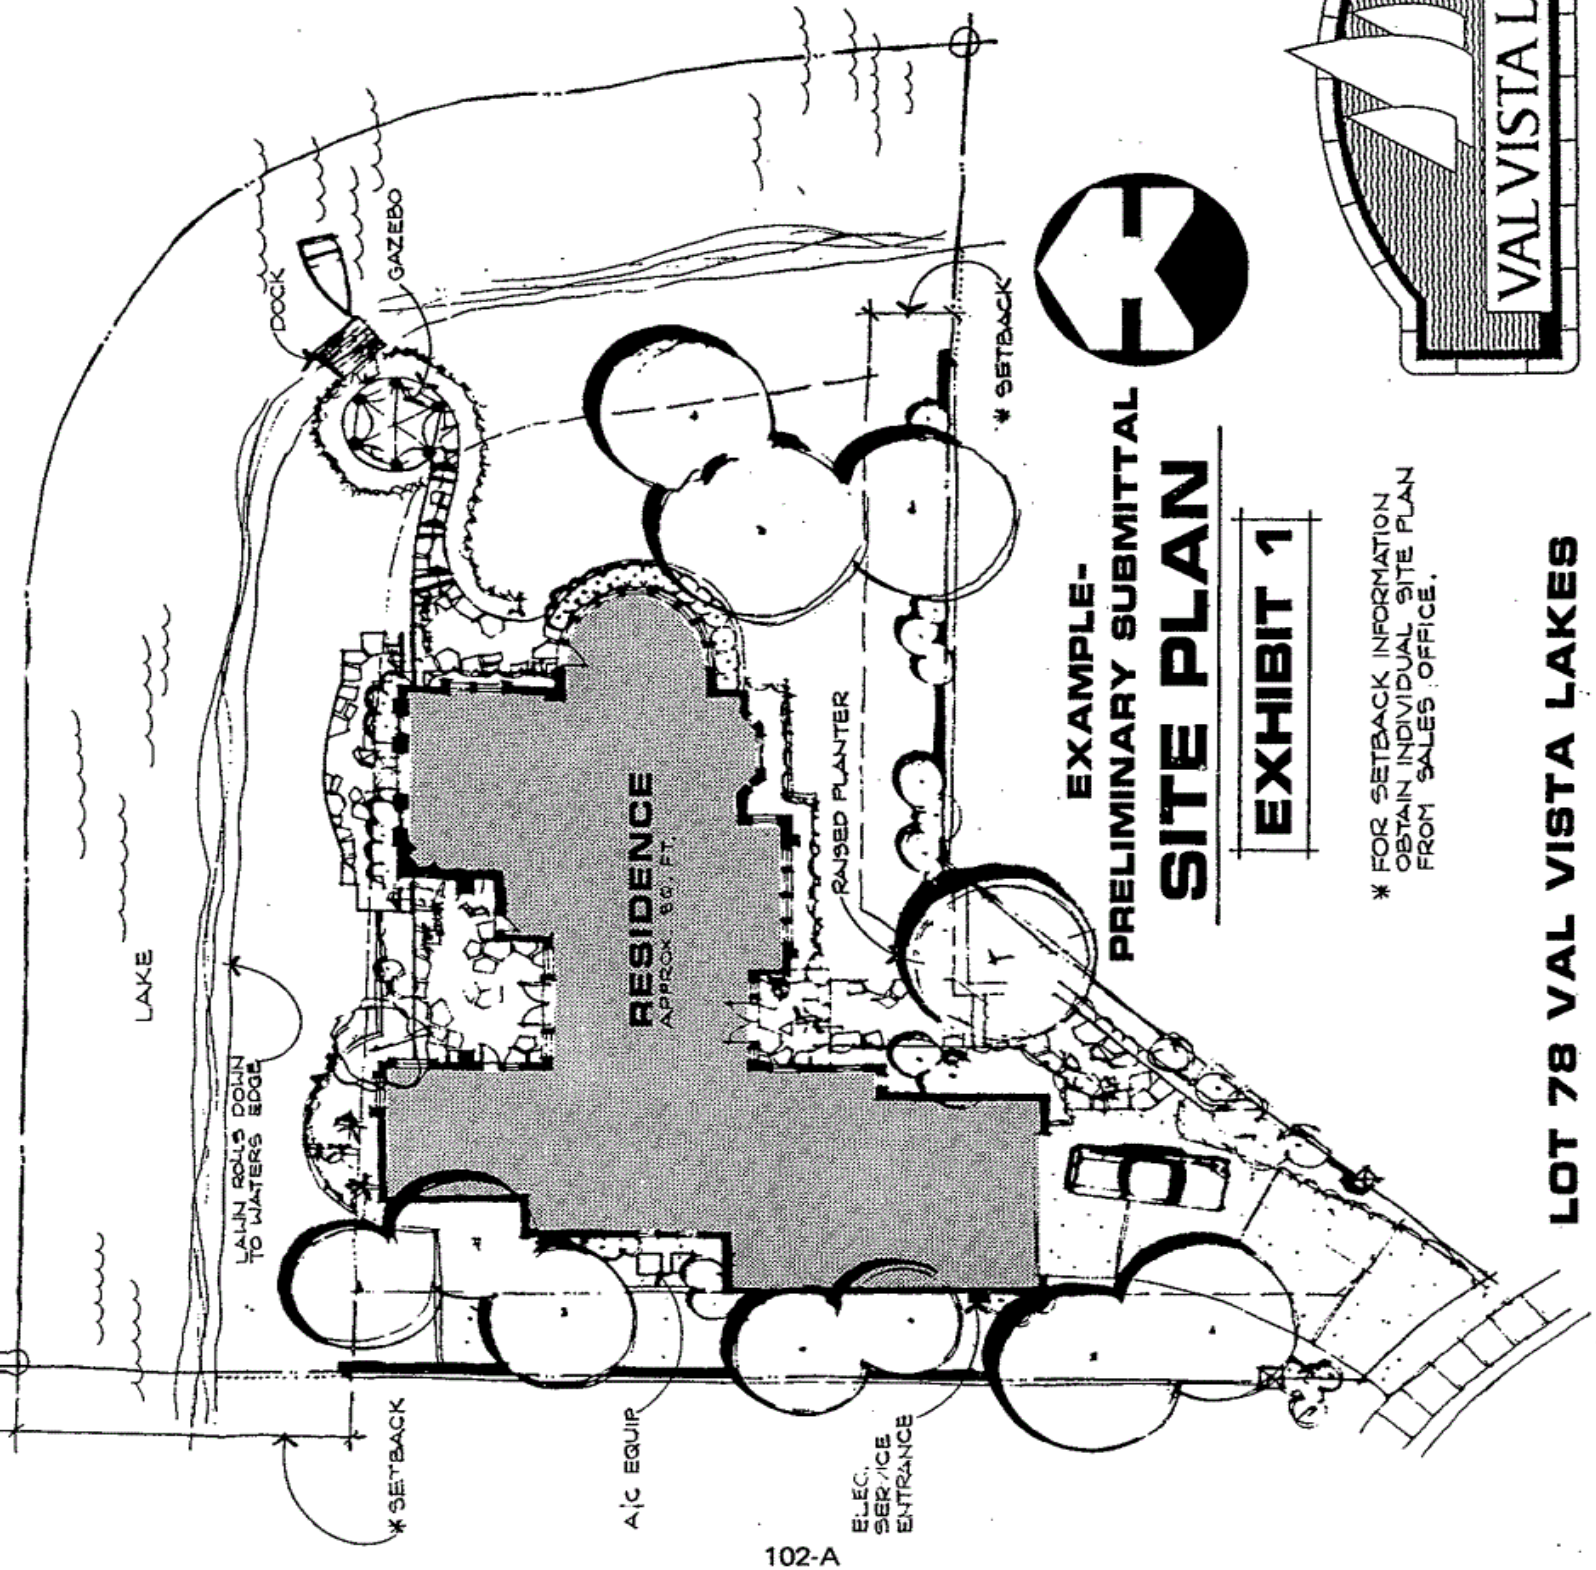 LAKE
LAWN ROLLS DOWN
TO WATERS EDGE
DOCK
GAZEBO
* SETBACK
A/C EQUIP
ELEC.
SERVICE
ENTRANCE
RESIDENCE
APPROX. SQ. FT.
RAISED PLANTER
* SETBACK
EXAMPLE-
PRELIMINARY SUBMITTAL
SITE PLAN
EXHIBIT 1
* FOR SETBACK INFORMATION
OBTAIN INDIVIDUAL SITE PLAN
FROM SALES OFFICE.
VAL VISTA L
LOT 78 VAL VISTA LAKES
102-A